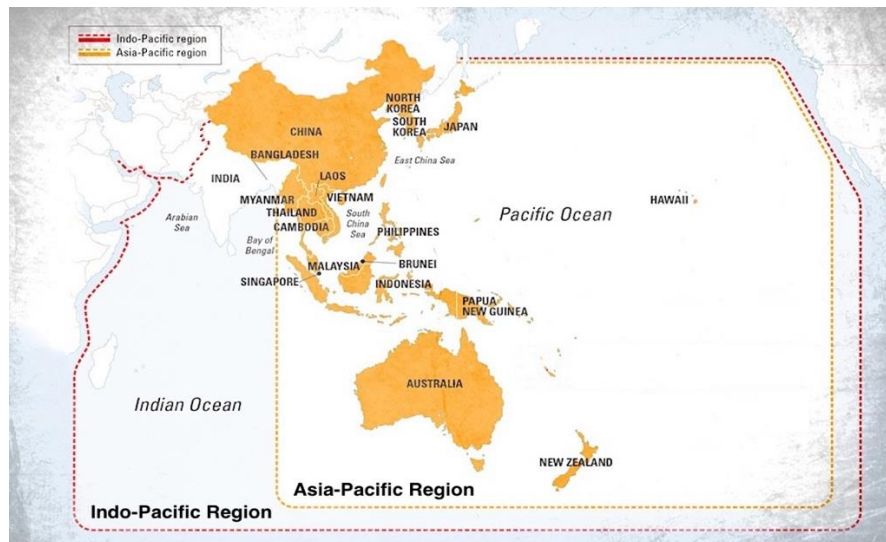 Indo-Pacific region
Asia-Pacific region
NORTH
KOREA
SOUTH
KOREA
JAPAN
CHINA
East China Sea
BANGLADESH
INDIA
LAOS
MYANMAR
VIETNAM
THAILAND
CAMBODIA
South
China
Sea
Arabian
Sea
Bay of
Bengal
PHILIPPINES
Pacific Ocean
HAWAII
MALAYSIA
BRUNEI
SINGAPORE
INDONESIA
PAPUA
NEW GUINEA
AUSTRALIA
Indian Ocean
NEW ZEALAND
Asia-Pacific Region
Indo-Pacific Region